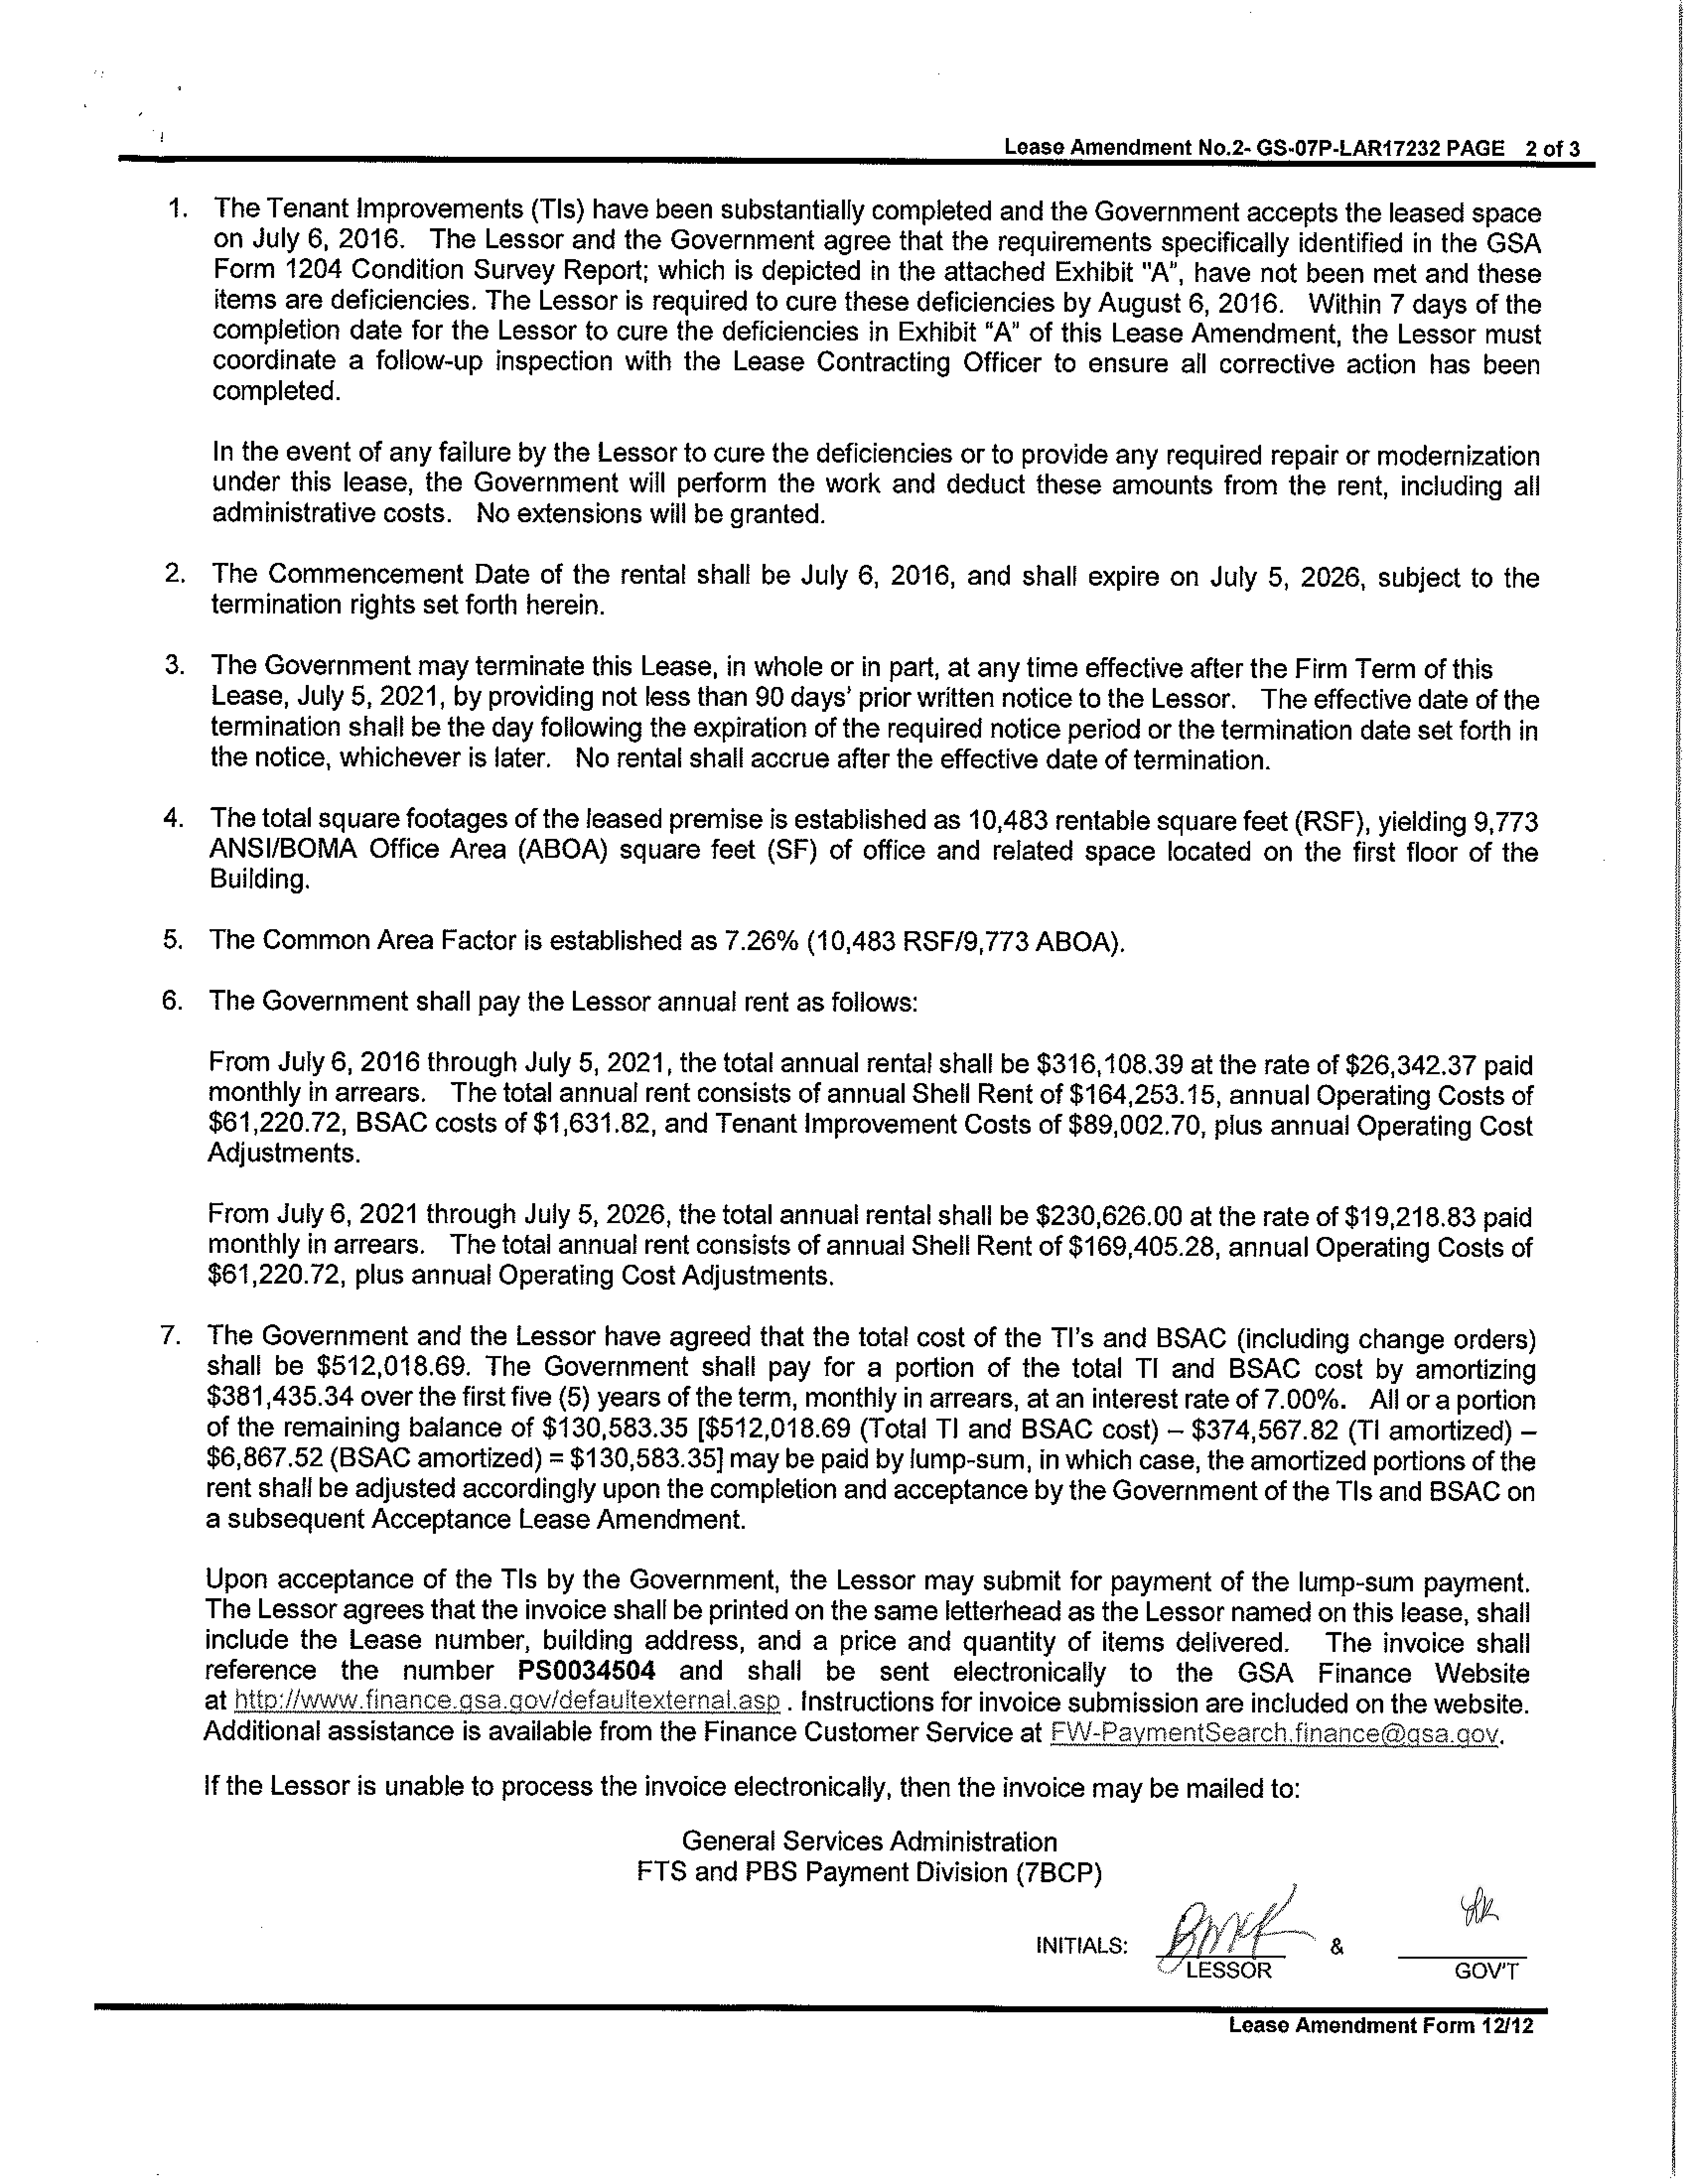 Lease Amendment No.2- GS-07P-LAR17232 PAGE 2 of 3
1. The Tenant Improvements (TIs) have been substantially completed and the Government accepts the leased space
on July 6, 2016. The Lessor and the Government agree that the requirements specifically identified in the GSA
Form 1204 Condition Survey Report; which is depicted in the attached Exhibit "A", have not been met and these
items are deficiencies. The Lessor is required to cure these deficiencies by August 6, 2016. Within 7 days of the
completion date for the Lessor to cure the deficiencies in Exhibit "A" of this Lease Amendment, the Lessor must
coordinate a follow-up inspection with the Lease Contracting Officer to ensure all corrective action has been
completed.
In the event of any failure by the Lessor to cure the deficiencies or to provide any required repair or modernization
under this lease, the Government will perform the work and deduct these amounts from the rent, including all
administrative costs. No extensions will be granted.
2. The Commencement Date of the rental shall be July 6, 2016, and shall expire on July 5, 2026, subject to the
termination rights set forth herein.
3. The Government may terminate this Lease, in whole or in part, at any time effective after the Firm Term of this
Lease, July 5, 2021, by providing not less than 90 days' prior written notice to the Lessor. The effective date of the
termination shall be the day following the expiration of the required notice period or the termination date set forth in
the notice, whichever is later. No rental shall accrue after the effective date of termination.
4. The total square footages of the leased premise is established as 10,483 rentable square feet (RSF), yielding 9,773
ANSI/BOMA Office Area (ABOA) square feet (SF) of office and related space located on the first floor of the
Building.
5. The Common Area Factor is established as 7.26% (10,483 RSF/9,773 ABOA).
6. The Government shall pay the Lessor annual rent as follows:
From July 6, 2016 through July 5, 2021, the total annual rental shall be $316,108.39 at the rate of $26,342.37 paid
monthly in arrears. The total annual rent consists of annual Shell Rent of $164,253.15, annual Operating Costs of
$61,220.72, BSAC costs of $1,631.82, and Tenant Improvement Costs of $89,002.70, plus annual Operating Cost
Adjustments.
From July 6, 2021 through July 5, 2026, the total annual rental shall be $230,626.00 at the rate of $19,218.83 paid
monthly in arrears. The total annual rent consists of annual Shell Rent of $169,405.28, annual Operating Costs of
$61,220.72, plus annual Operating Cost Adjustments.
7. The Government and the Lessor have agreed that the total cost of the TI's and BSAC (including change orders)
shall be $512,018.69. The Government shall pay for a portion of the total TI and BSAC cost by amortizing
$381,435.34 over the first five (5) years of the term, monthly in arrears, at an interest rate of 7.00%. All or a portion
of the remaining balance of $130,583.35 [$512,018.69 (Total TI and BSAC cost) – $374,567.82 (TI amortized) –
$6,867.52 (BSAC amortized) = $130,583.35] may be paid by lump-sum, in which case, the amortized portions of the
rent shall be adjusted accordingly upon the completion and acceptance by the Government of the TIs and BSAC on
a subsequent Acceptance Lease Amendment.
Upon acceptance of the TIs by the Government, the Lessor may submit for payment of the lump-sum payment.
The Lessor agrees that the invoice shall be printed on the same letterhead as the Lessor named on this lease, shall
include the Lease number, building address, and a price and quantity of items delivered. The invoice shall
reference the number PS0034504 and shall be sent electronically to the GSA Finance Website
at http://www.finance.gsa.gov/defaultexternal.asp . Instructions for invoice submission are included on the website.
Additional assistance is available from the Finance Customer Service at FW-PaymentSearch.finance@gsa.gov.
If the Lessor is unable to process the invoice electronically, then the invoice may be mailed to:
General Services Administration
FTS and PBS Payment Division (7BCP)
INITIALS: &
LESSOR GOV'T
Lease Amendment Form 12/12